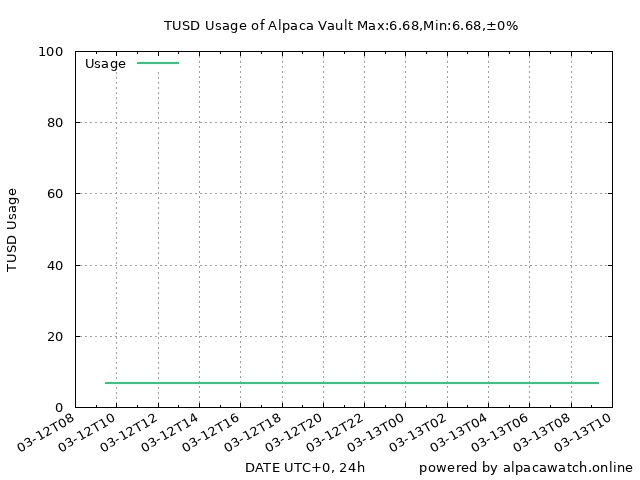 TUSD Usage of Alpaca Vault Max:6.68,Min:6.68,±0%
100
80
60
40
20
0
TUSD Usage
Usage
03-12T08
03-12T10
03-12T12
03-12T14
03-12T16
03-12T18
03-12T20
03-12T22
03-13T00
03-13T02
03-13T04
03-13T06
03-13T08
03-13T10
DATE UTC+0, 24h
powered by alpacawatch.online